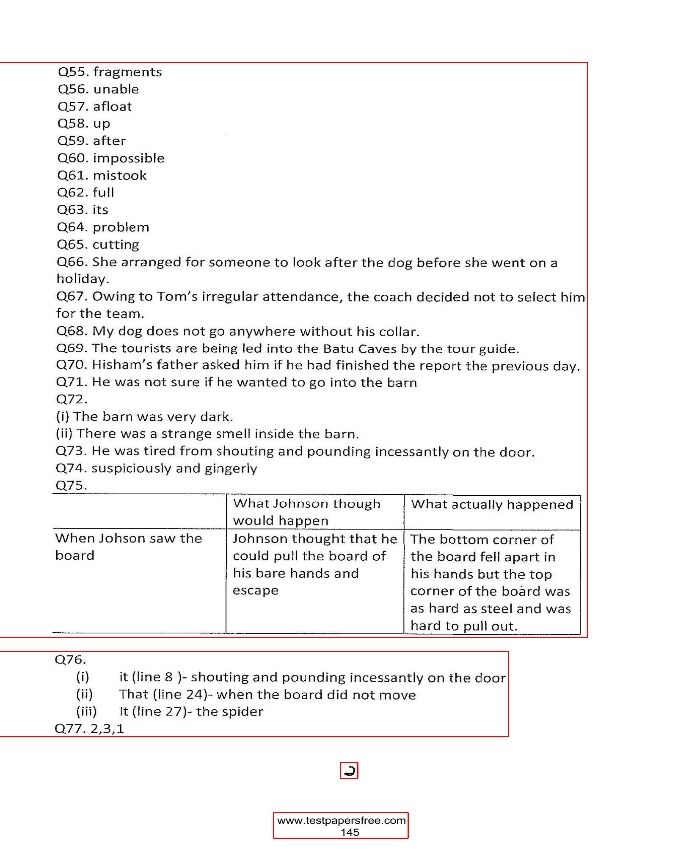 Q55. fragments
Q56. unable
Q57. afloat
Q58. up
Q59. after
Q60. impossible
Q61. mistook
Q62. full
Q63. its
Q64. problem
Q65. cutting
Q66. She arranged for someone to look after the dog before she went on a
holiday.
Q67. Owing to Tom's irregular attendance, the coach decided not to select him
for the team.
Q68. My dog does not go anywhere without his collar.
Q69. The tourists are being led into the Batu Caves by the tour guide.
Q70. Hisham's father asked him if he had finished the report the previous day.
Q71. He was not sure if he wanted to go into the barn
Q72.
(i) The barn was very dark.
(ii) There was a strange smell inside the barn.
Q73. He was tired from shouting and pounding incessantly on the door.
Q74. suspiciously and gingerly
Q75.
What Johnson though
would happen
What actually happened
When Johson saw the
board
Johnson thought that he
could pull the board of
his bare hands and
escape
The bottom corner of
the board fell apart in
his hands but the top
corner of the board was
as hard as steel and was
hard to pull out.
Q76.
(i) it (line 8 )- shouting and pounding incessantly on the door
(ii) That (line 24)- when the board did not move
(iii) It (line 27)- the spider
Q77. 2,3,1
www.testpapersfree.com
145